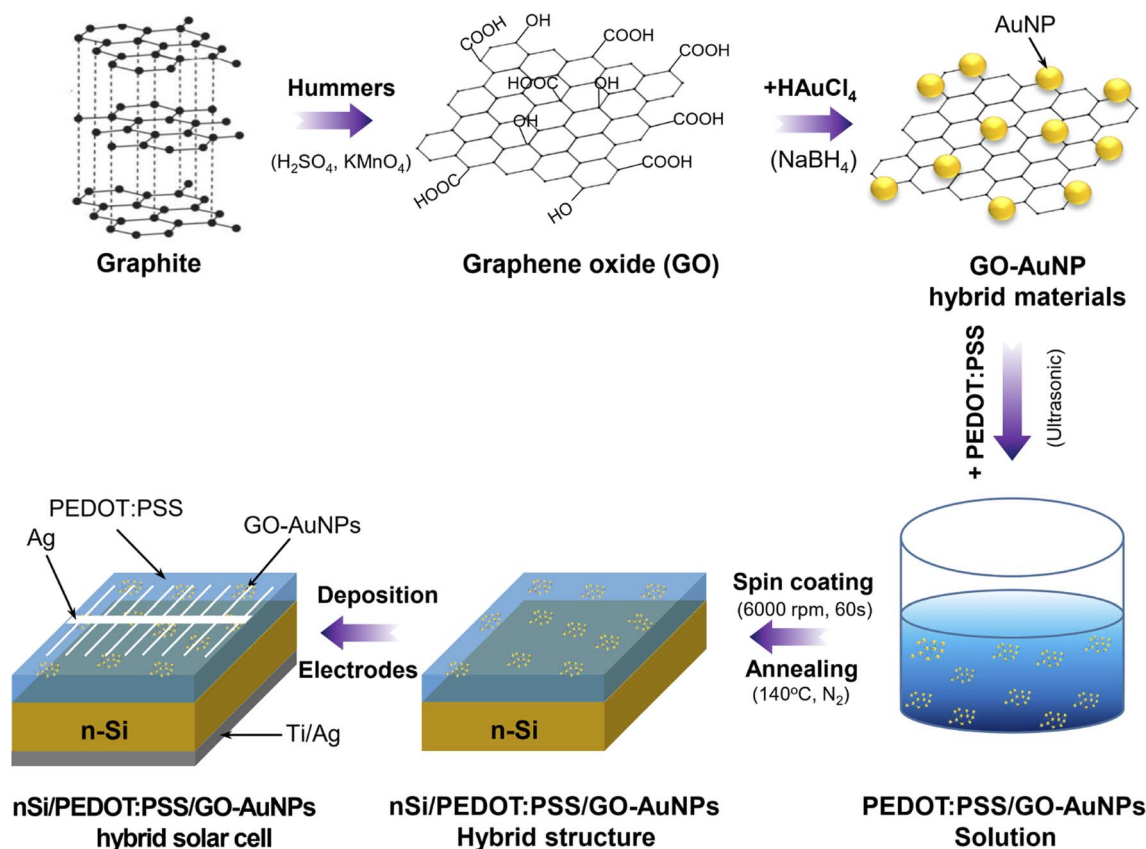 Hummers
(H₂SO₄, KMnO₄)
Graphite
COOH
OH
COOH
COOH
HOOC
OH
OH
COOH
COOH
HOOC
HO
Graphene oxide (GO)
+HAuCl₄
(NaBH₄)
AuNP
GO-AuNP
hybrid materials
+ PEDOT:PSS
(Ultrasonic)
PEDOT:PSS/GO-AuNPs
Solution
Spin coating
(6000 rpm, 60s)
Annealing
(140ºC, N₂)
n-Si
nSi/PEDOT:PSS/GO-AuNPs
Hybrid structure
Deposition
Electrodes
PEDOT:PSS
Ag
GO-AuNPs
n-Si
Ti/Ag
nSi/PEDOT:PSS/GO-AuNPs
hybrid solar cell